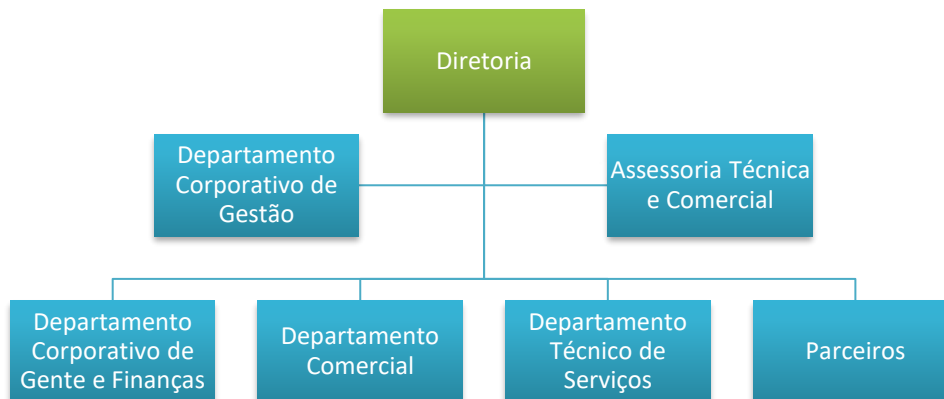 Diretoria
Departamento
Corporativo de
Gestão
Assessoria Técnica
e Comercial
Departamento
Corporativo de
Gente e Finanças
Departamento
Comercial
Departamento
Técnico de
Serviços
Parceiros